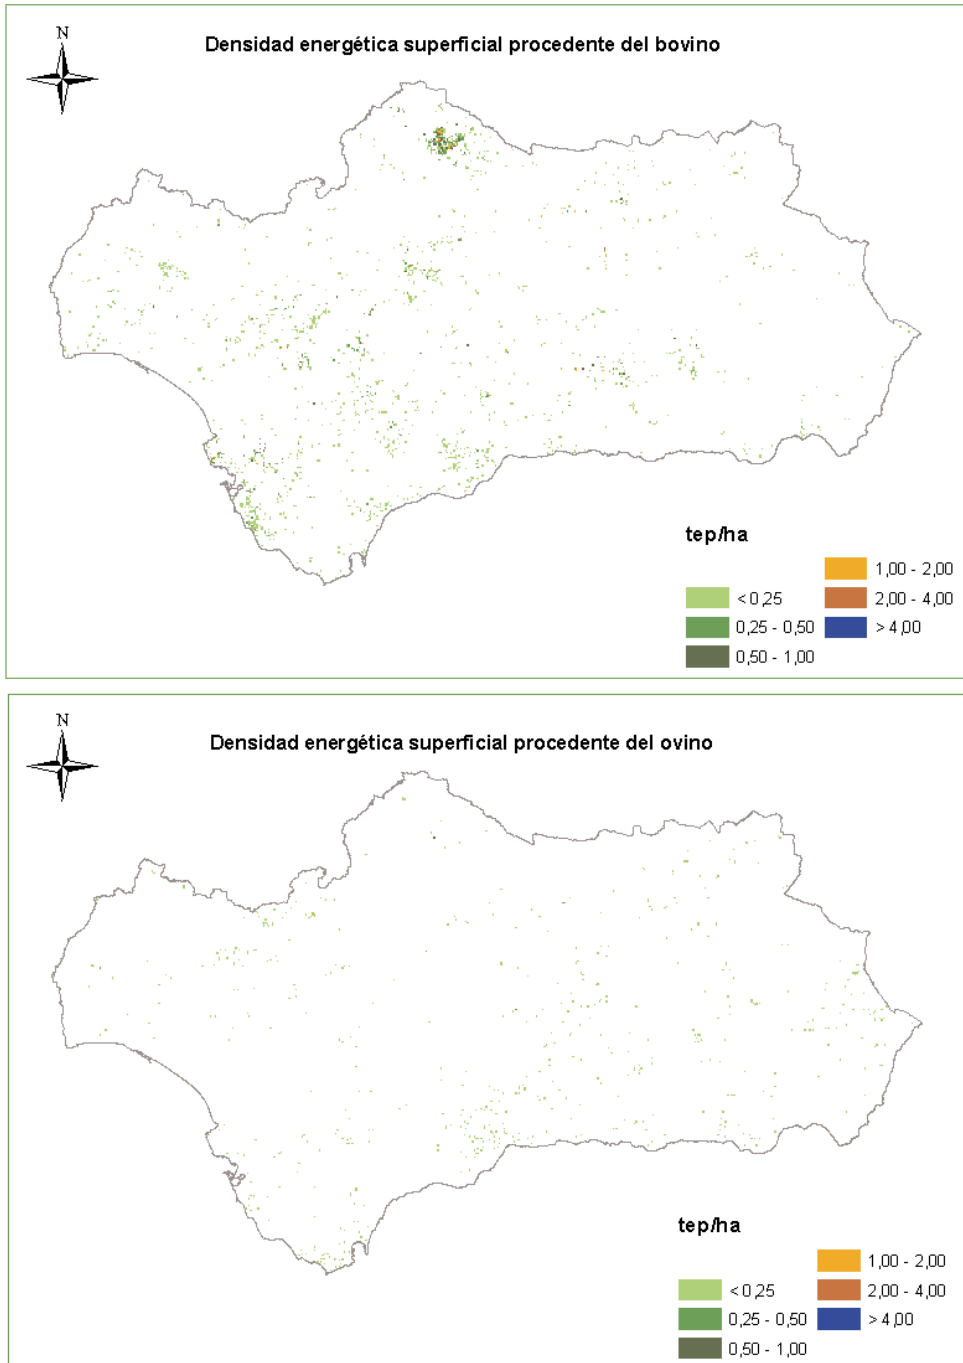 N
Densidad energética superficial procedente del bovino
tep/ha
< 0,25
0,25 - 0,50
0,50 - 1,00
1,00 - 2,00
2,00 - 4,00
> 4,00
N
Densidad energética superficial procedente del ovino
tep/ha
< 0,25
0,25 - 0,50
0,50 - 1,00
1,00 - 2,00
2,00 - 4,00
> 4,00